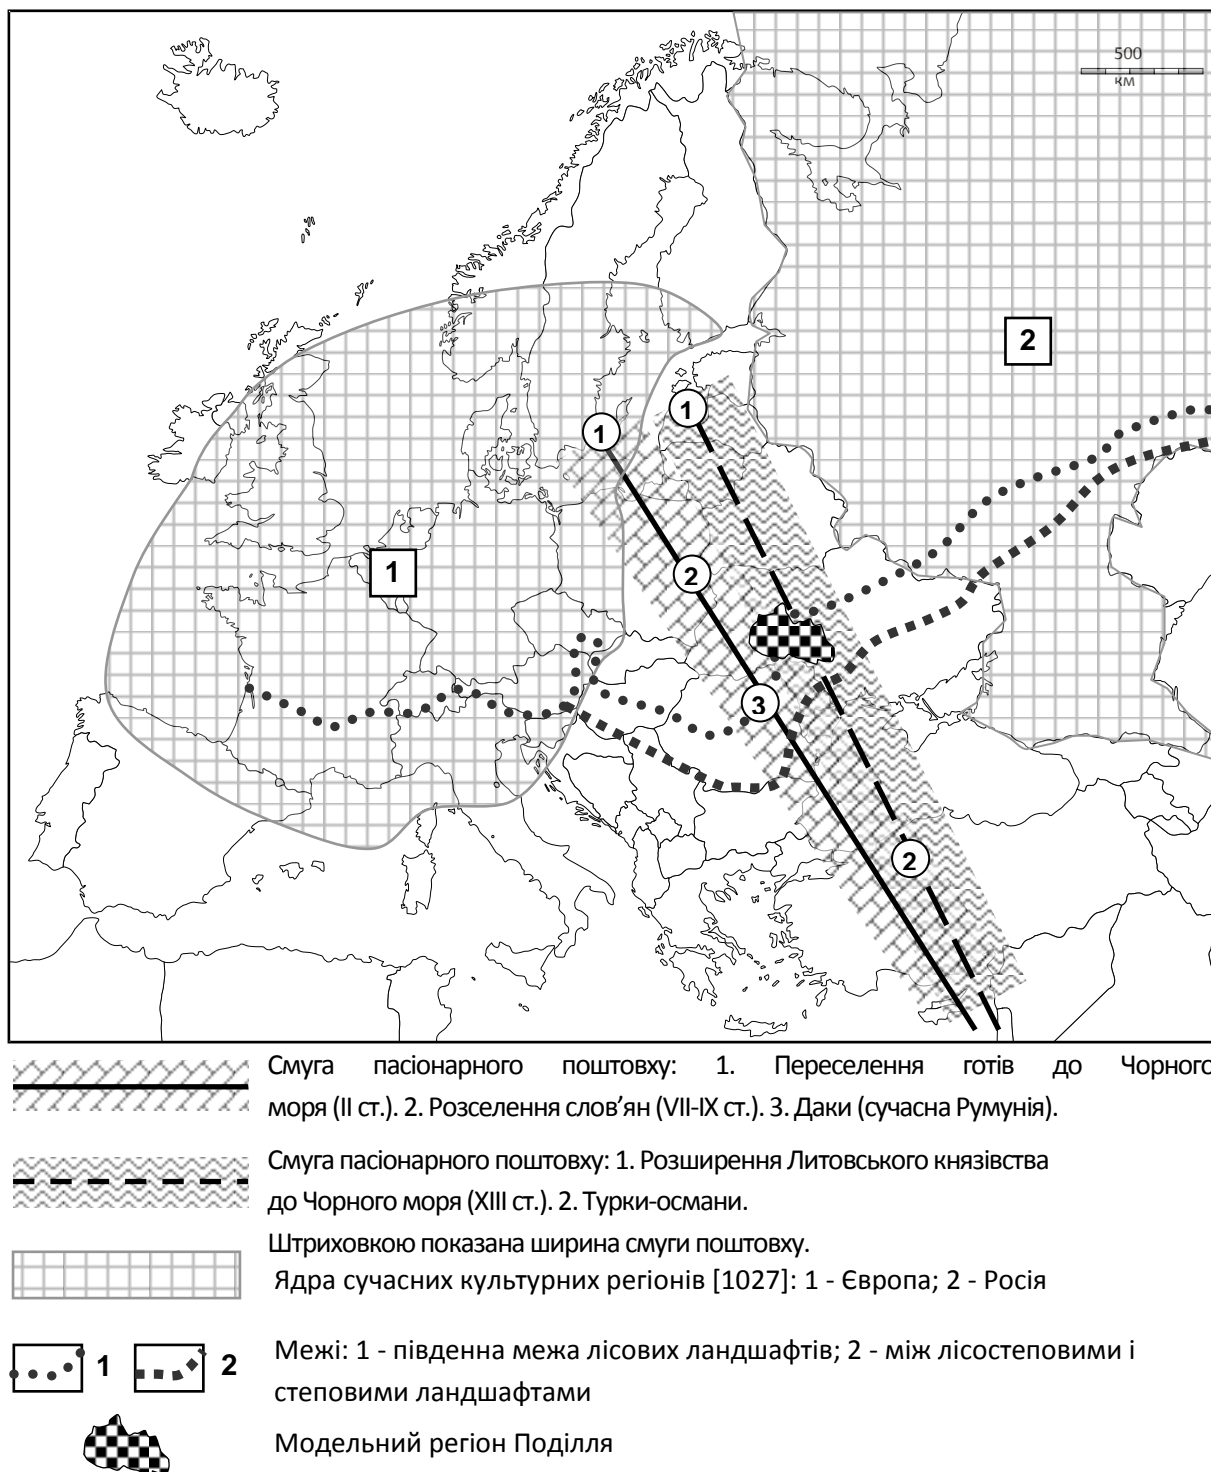 500
км
2
1
1
1
2
3
2
Смуга пасіонарного поштовху: 1. Переселення готів до Чорного
моря (II ст.). 2. Розселення слов’ян (VII-IX ст.). 3. Даки (сучасна Румунія).
Смуга пасіонарного поштовху: 1. Розширення Литовського князівства
до Чорного моря (XIII ст.). 2. Турки-османи.
Штриховкою показана ширина смуги поштовху.
Ядра сучасних культурних регіонів [1027]: 1 - Європа; 2 - Росія
1 2 Межі: 1 - південна межа лісових ландшафтів; 2 - між лісостеповими і
степовими ландшафтами
Модельний регіон Поділля